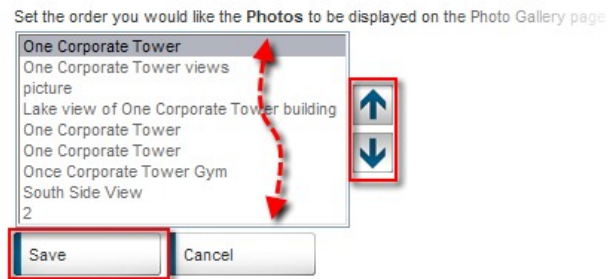 Set the order you would like the Photos to be displayed on the Photo Gallery page
One Corporate Tower
One Corporate Tower views
picture
Lake view of One Corporate Tower building
One Corporate Tower
One Corporate Tower
Once Corporate Tower Gym
South Side View
2
Save
Cancel